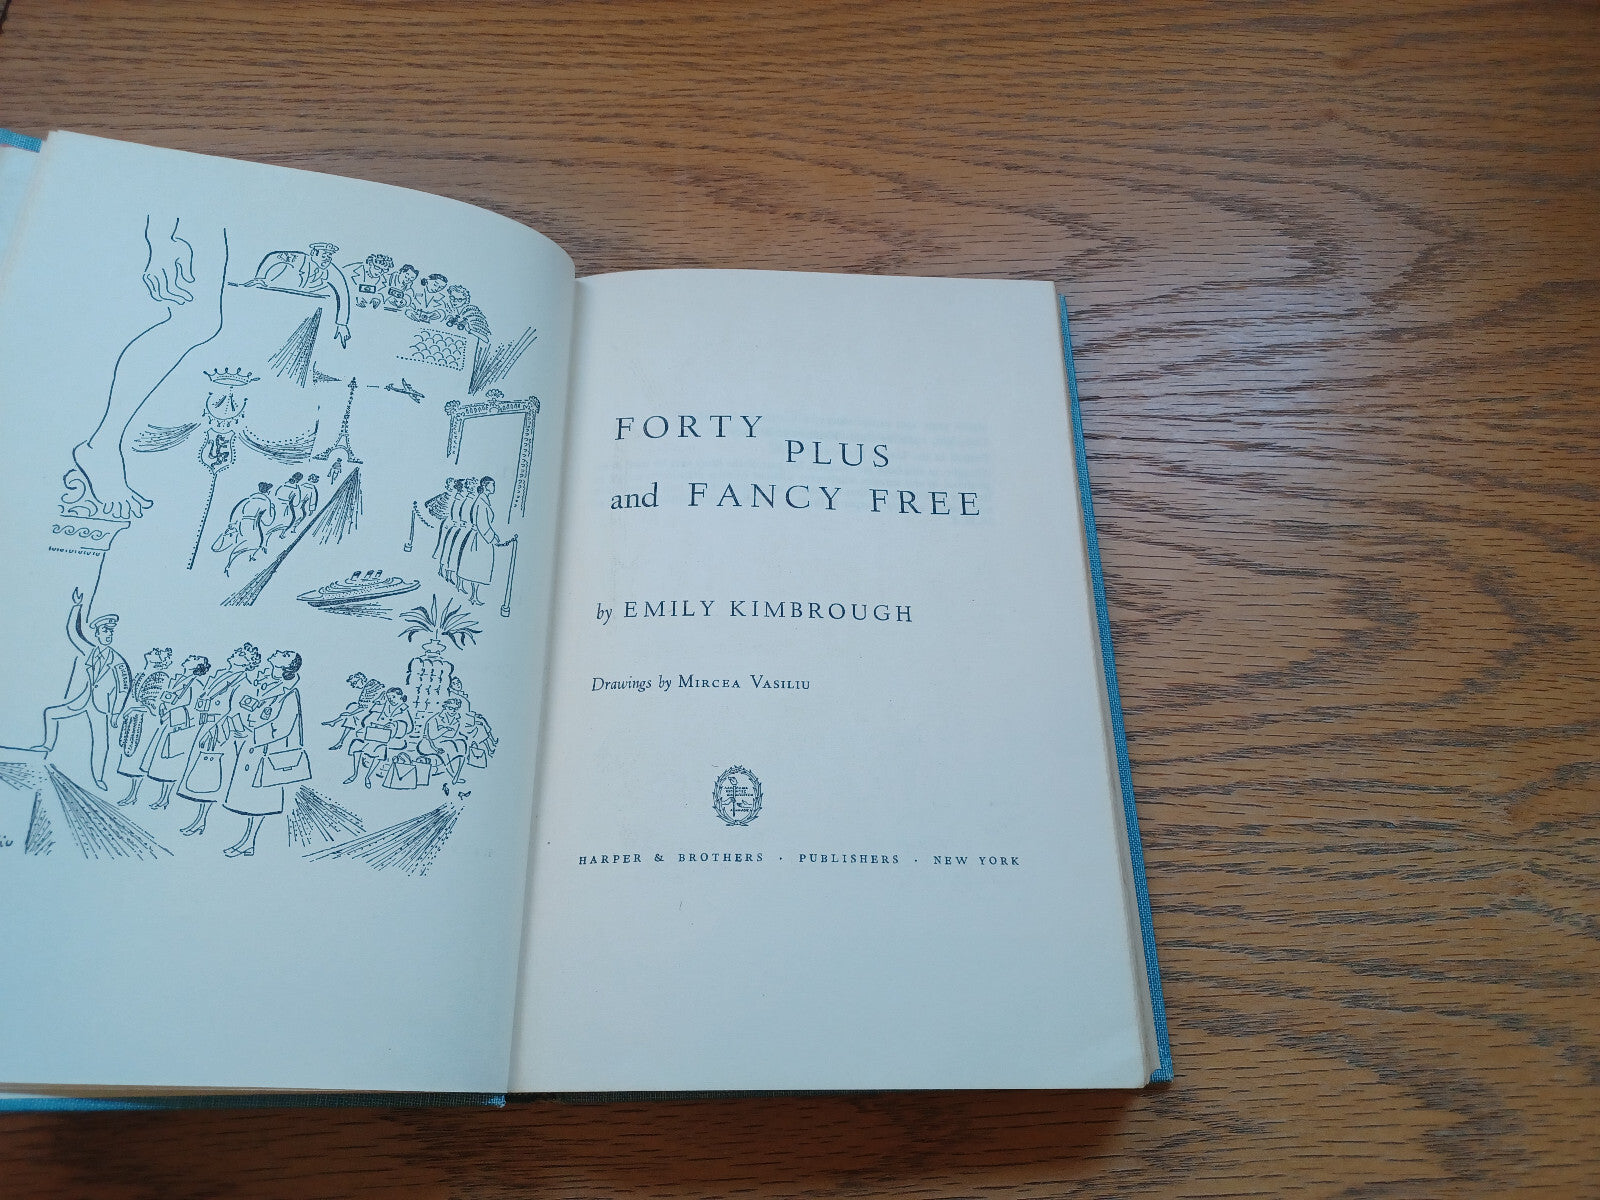 FORTY
PLUS
and FANCY FREE
by EMILY KIMBROUGH
Drawings by MIRCEA VASILIU
HARPER & BROTHERS · PUBLISHERS · NEW YORK